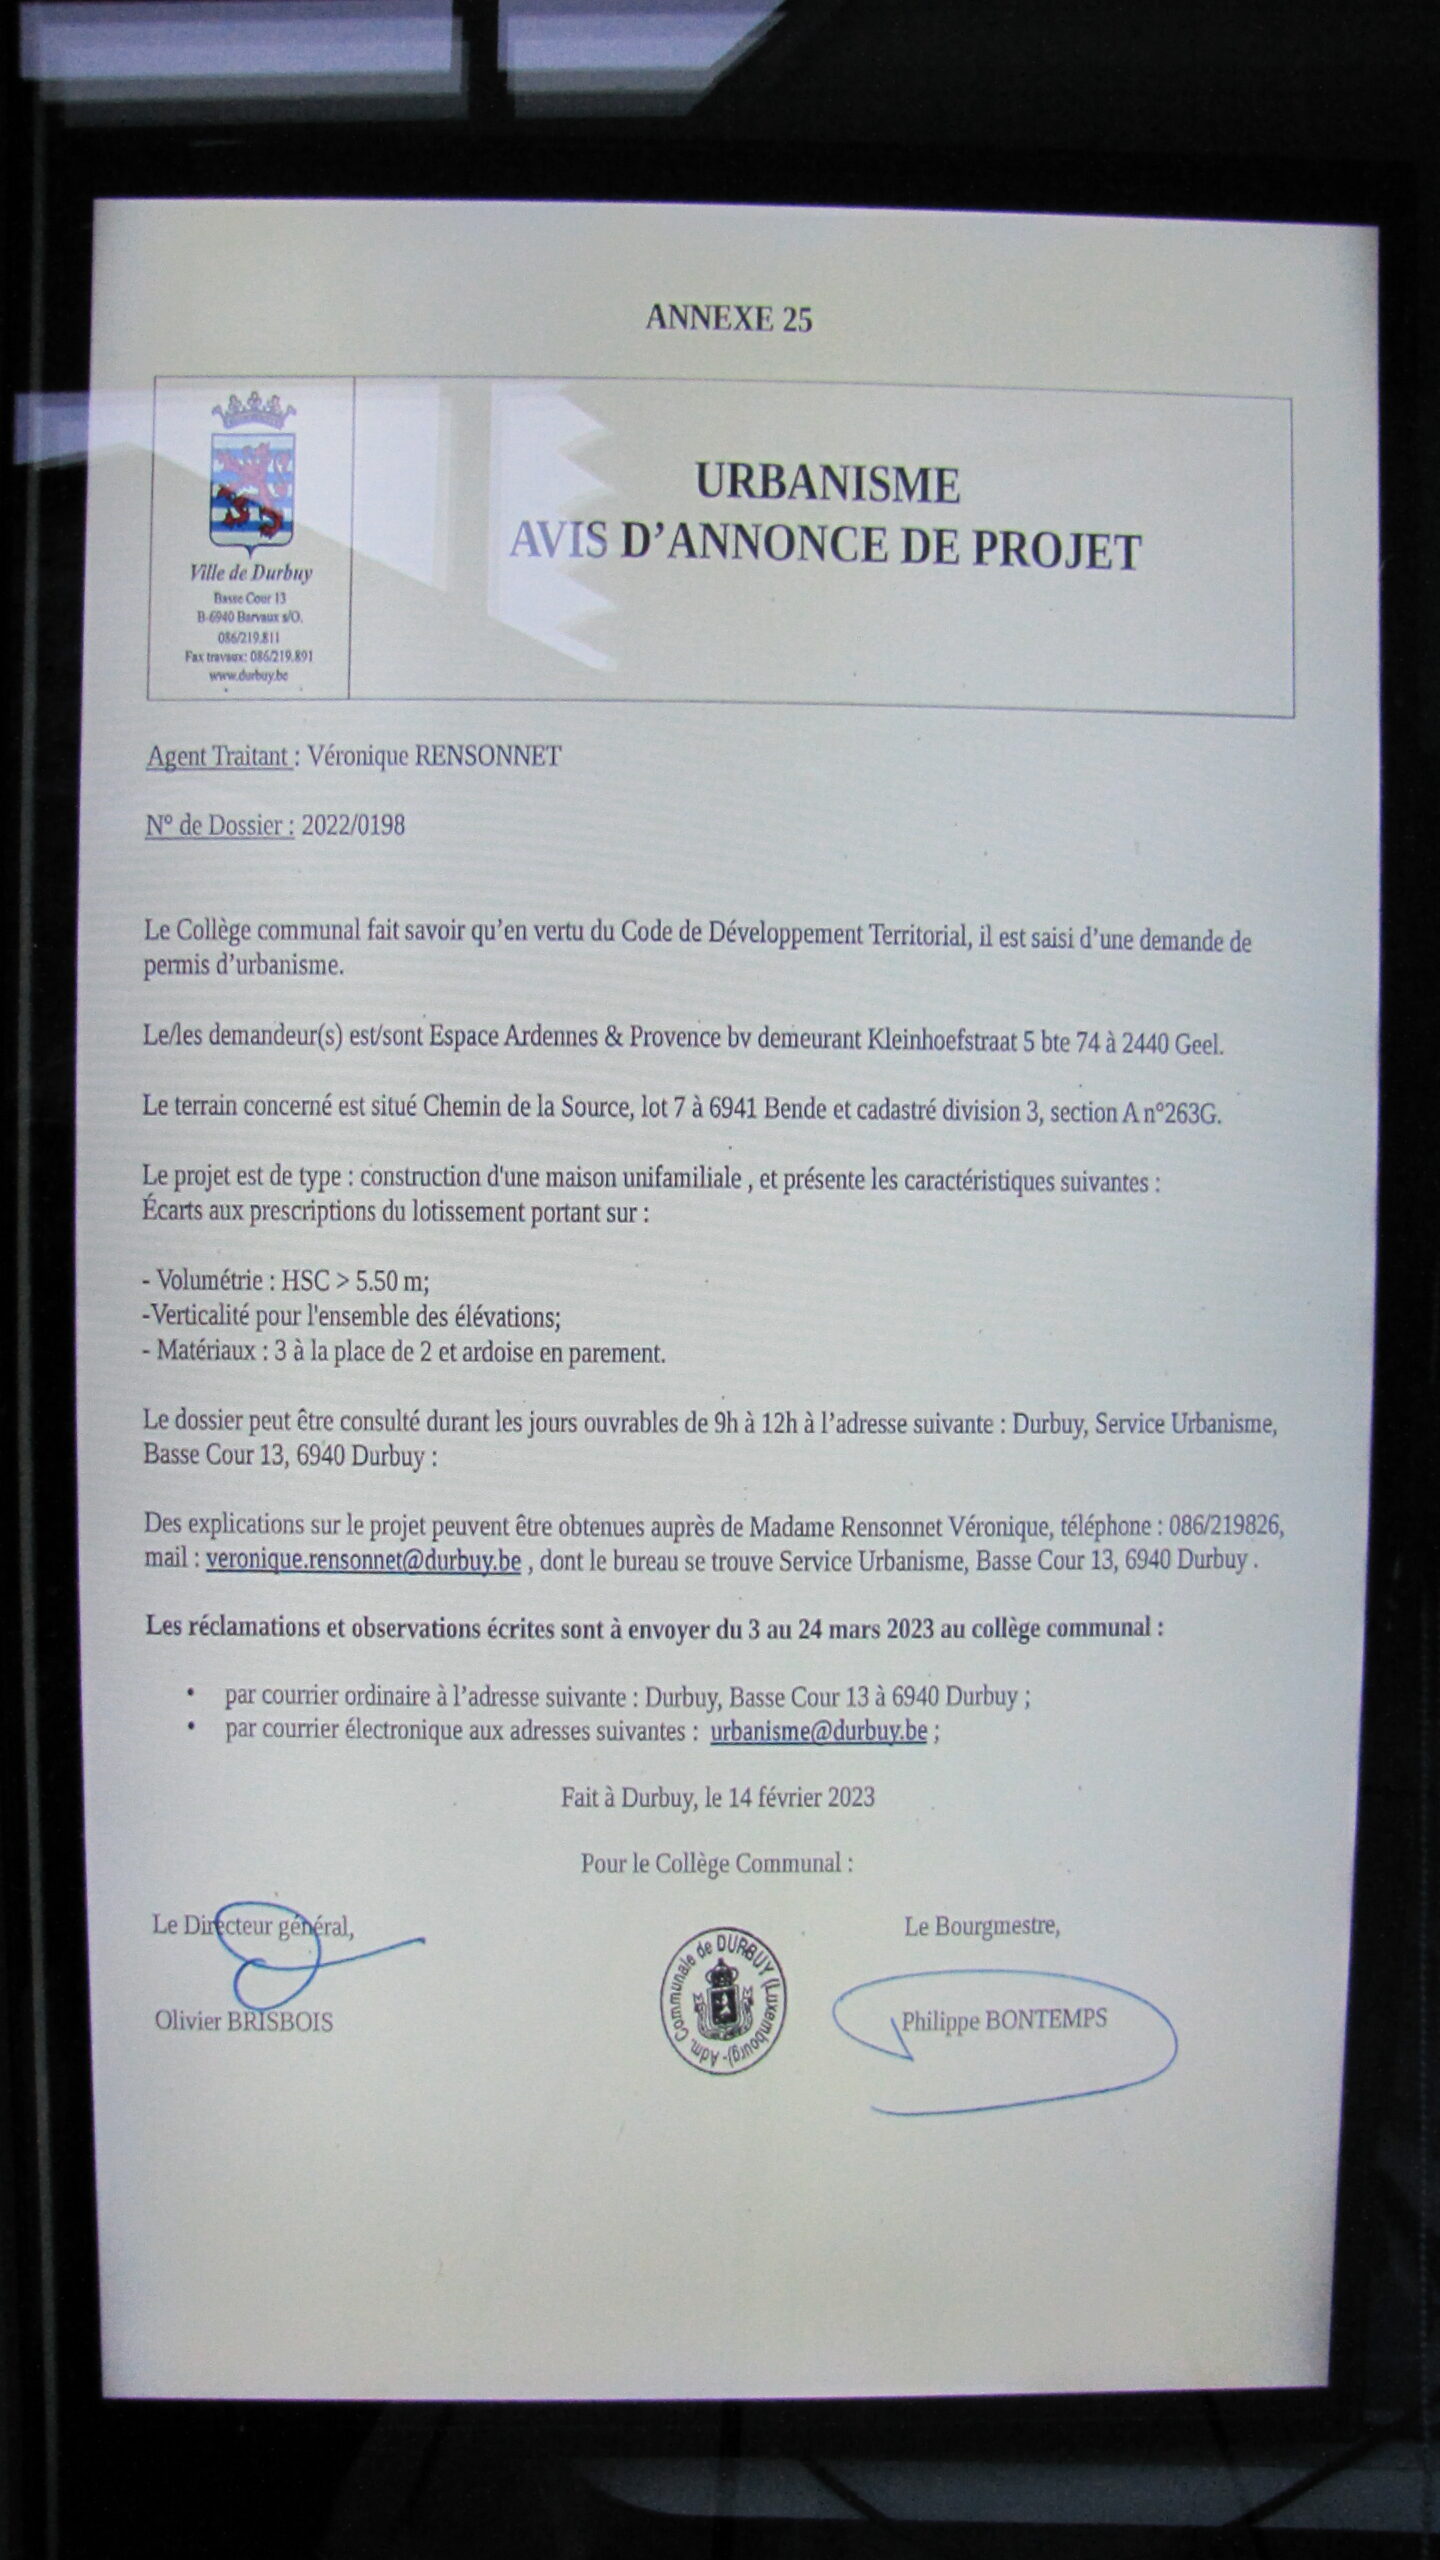 ANNEXE 25
Ville de Durbuy
Basse Cour 13
B-6940 Barvaux s/O.
086/219.811
Fax travaux: 086/219.891
www.durbuy.be
URBANISME
AVIS D'ANNONCE DE PROJET
Agent Traitant : Véronique RENSONNET
N° de Dossier : 2022/0198
Le Collège communal fait savoir qu'en vertu du Code de Développement Territorial, il est saisi d'une demande de
permis d'urbanisme.
Le/les demandeur(s) est/sont Espace Ardennes & Provence bv demeurant Kleinhoefstraat 5 bte 74 à 2440 Geel.
Le terrain concerné est situé Chemin de la Source, lot 7 à 6941 Bende et cadastré division 3, section A n°263G.
Le projet est de type : construction d'une maison unifamiliale , et présente les caractéristiques suivantes :
Écarts aux prescriptions du lotissement portant sur :
- Volumétrie : HSC > 5.50 m;
-Verticalité pour l'ensemble des élévations;
- Matériaux : 3 à la place de 2 et ardoise en parement.
Le dossier peut être consulté durant les jours ouvrables de 9h à 12h à l'adresse suivante : Durbuy, Service Urbanisme,
Basse Cour 13, 6940 Durbuy :
Des explications sur le projet peuvent être obtenues auprès de Madame Rensonnet Véronique, téléphone : 086/219826,
mail : veronique.rensonnet@durbuy.be , dont le bureau se trouve Service Urbanisme, Basse Cour 13, 6940 Durbuy .
Les réclamations et observations écrites sont à envoyer du 3 au 24 mars 2023 au collège communal :
• par courrier ordinaire à l'adresse suivante : Durbuy, Basse Cour 13 à 6940 Durbuy ;
• par courrier électronique aux adresses suivantes : urbanisme@durbuy.be ;
Fait à Durbuy, le 14 février 2023
Pour le Collège Communal :
Le Directeur général,
Le Bourgmestre,
Adm. Communale de DURBUY (Luxembourg)-
Olivier BRISBOIS
Philippe BONTEMPS